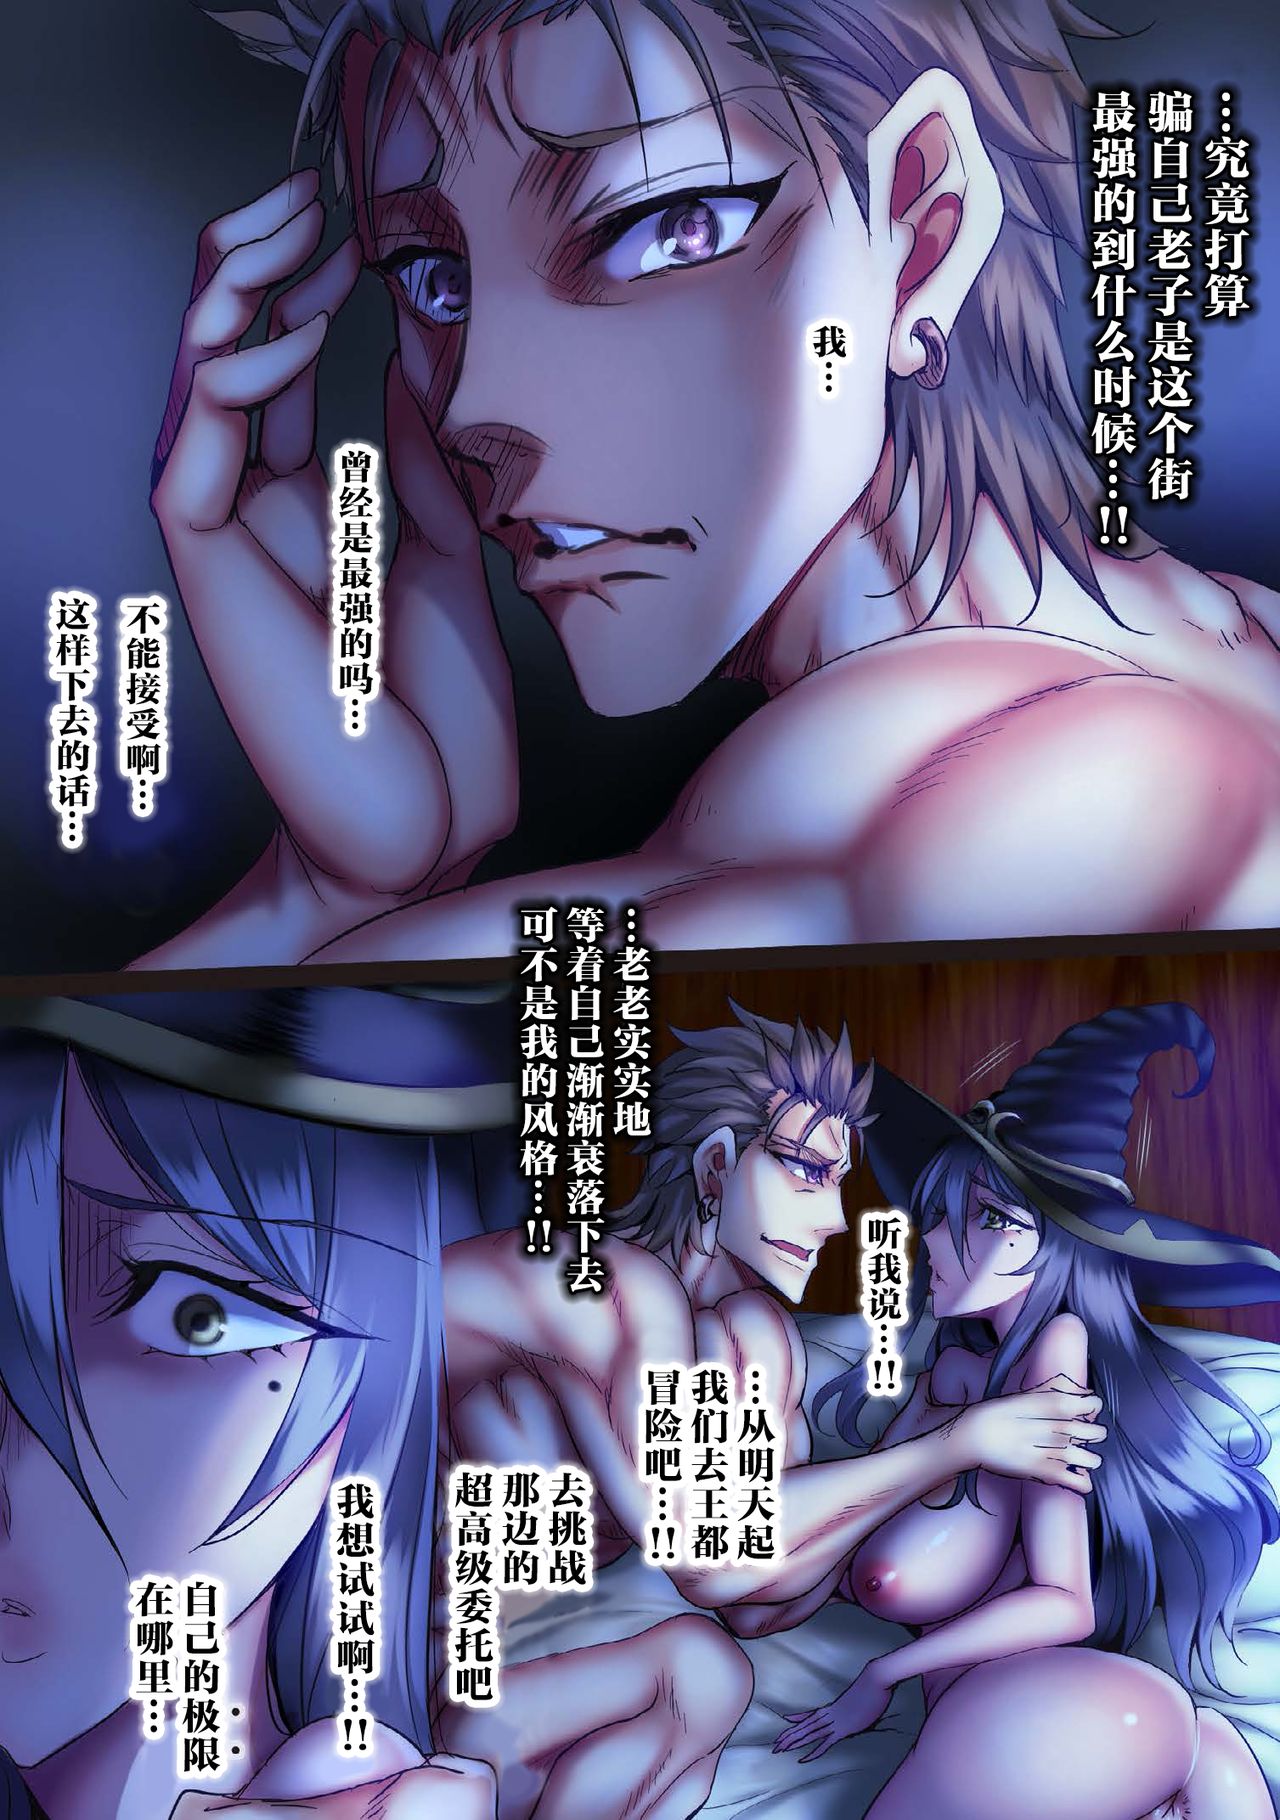 …究竟打算
骗自己老子是这个街
最强的到什么时候…!!
我…
曾经是最强的吗…
不能接受啊…
这样下去的话…
…老老实实地
等着自己渐渐衰落下去
可不是我的风格…!!
听我说…!!
…从明天起
我们去王都
冒险吧…!!
去挑战
那边的
超高级委托吧
我想试试啊…!!
自己的极限
在哪里…